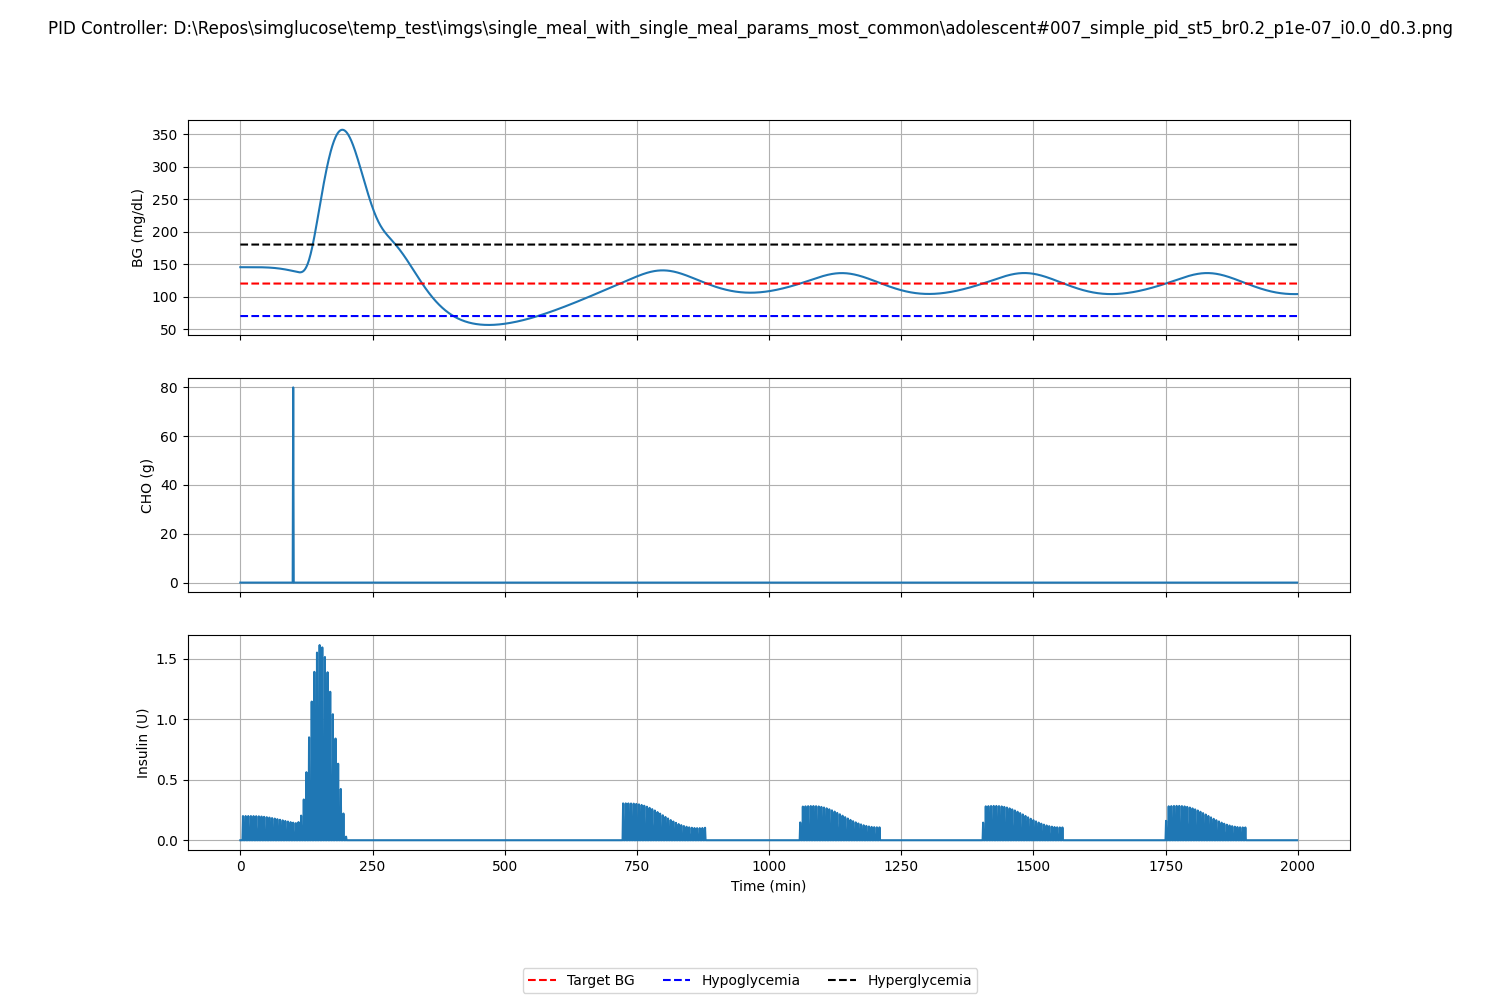 PID Controller: D:\Repos\simglucose\temp_test\imgs\single_meal_with_single_meal_params_most_common\adolescent#007_simple_pid_st5_br0.2_p1e-07_i0.0_d0.3.png
BG (mg/dL)
350
300
250
200
150
100
50
CHO (g)
80
60
40
20
0
Insulin (U)
1.5
1.0
0.5
0.0
0 250 500 750 1000 1250 1500 1750 2000
Time (min)
Target BG Hypoglycemia Hyperglycemia